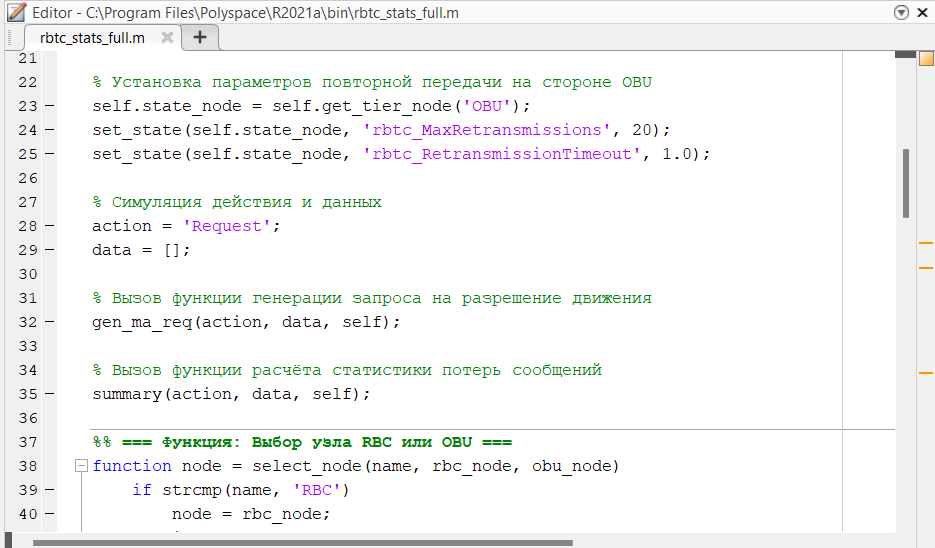 Editor - C:\Program Files\Polyspace\R2021a\bin\rbtc_stats_full.m
rbtc_stats_full.m
21
22 % Установка параметров повторной передачи на стороне OBU
23 – self.state_node = self.get_tier_node('OBU');
24 – set_state(self.state_node, 'rbtc_MaxRetransmissions', 20);
25 – set_state(self.state_node, 'rbtc_RetransmissionTimeout', 1.0);
26
27 % Симуляция действия и данных
28 – action = 'Request';
29 – data = [];
30
31 % Вызов функции генерации запроса на разрешение движения
32 – gen_ma_req(action, data, self);
33
34 % Вызов функции расчёта статистики потерь сообщений
35 – summary(action, data, self);
36
37 %% === Функция: Выбор узла RBC или OBU ===
38 function node = select_node(name, rbc_node, obu_node)
39 – if strcmp(name, 'RBC')
40 – node = rbc_node;